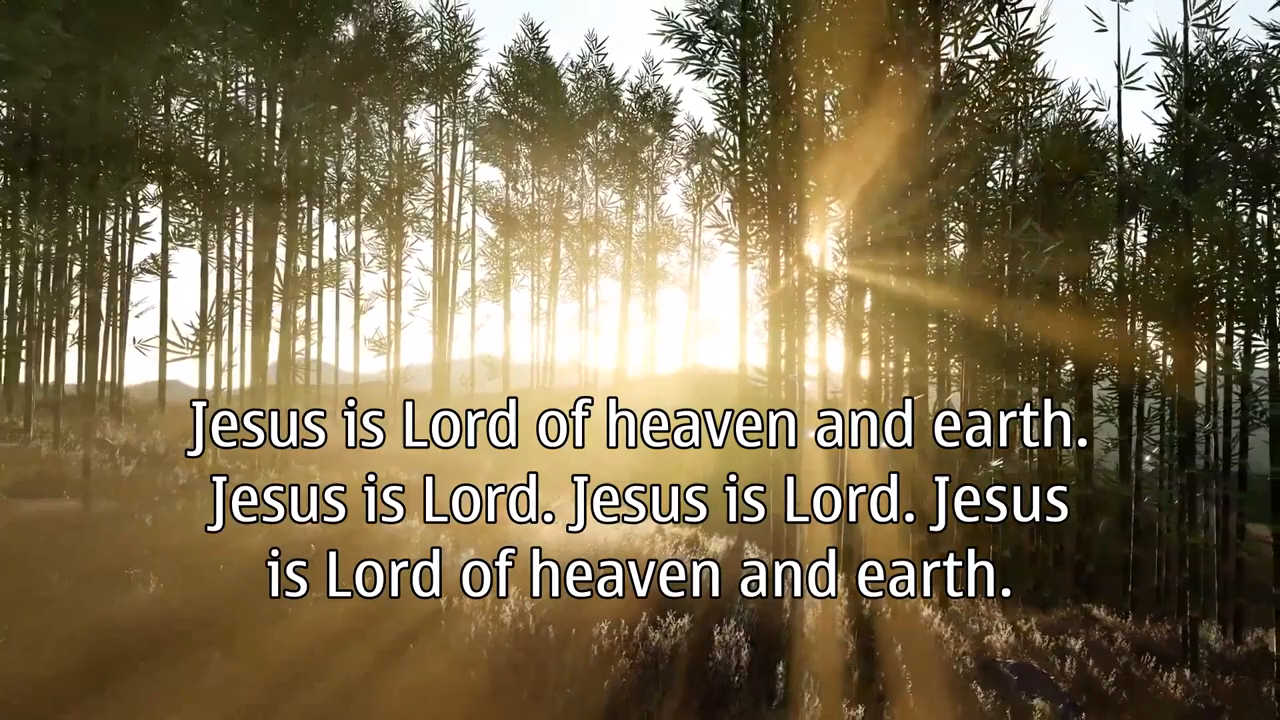 Jesus is Lord of heaven and earth.
Jesus is Lord. Jesus is Lord. Jesus
is Lord of heaven and earth.